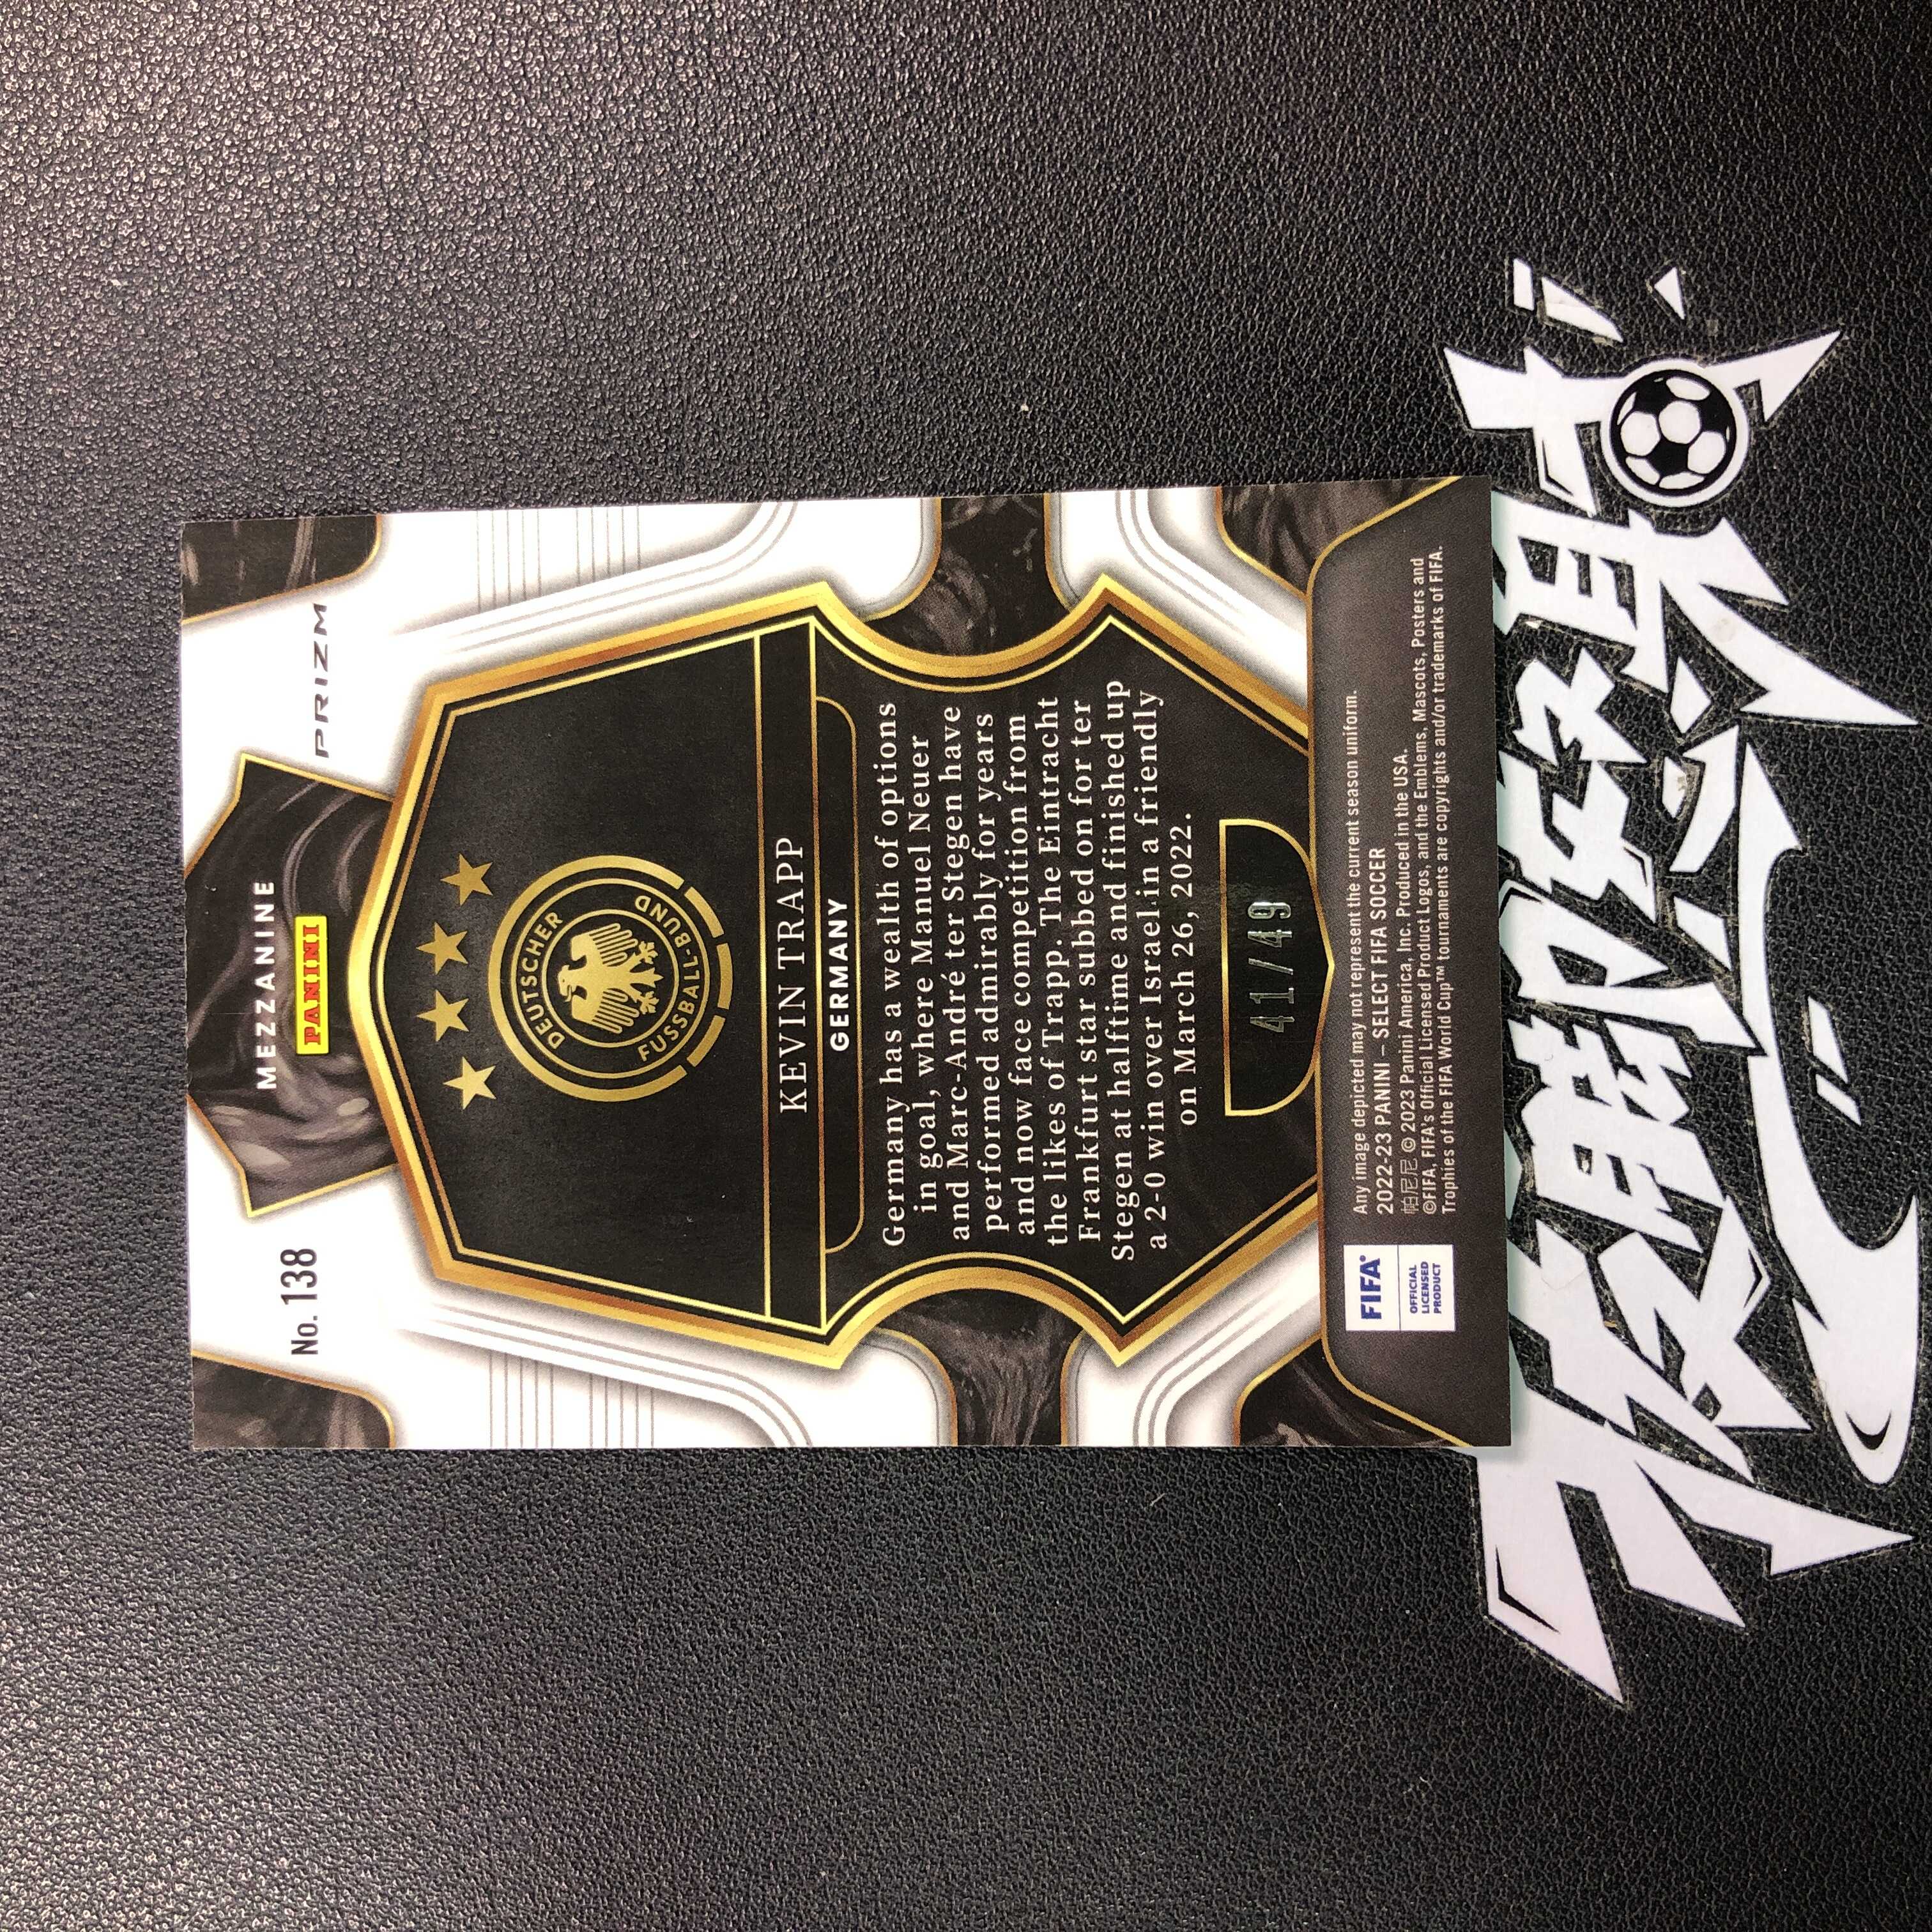 No. 138
MEZZANINE
PANINI
PRIZM
DEUTSCHER
FUSSBALL-BUND
KEVIN TRAPP
GERMANY
Germany has a wealth of options
in goal, where Manuel Neuer
and Marc-André ter Stegen have
performed admirably for years
and now face competition from
the likes of Trapp. The Eintracht
Frankfurt star subbed on for ter
Stegen at halftime and finished up
a 2-0 win over Israel in a friendly
on March 26, 2022.
41/49
FIFA
OFFICIAL
LICENSED
PRODUCT
Any image depicted may not represent the current season uniform.
2022-23 PANINI – SELECT FIFA SOCCER
帕尼尼 © 2023 Panini America, Inc. Produced in the USA.
©FIFA, FIFA's Official Licensed Product Logos, and the Emblems, Mascots, Posters and
Trophies of the FIFA World Cup™ tournaments are copyrights and/or trademarks of FIFA.